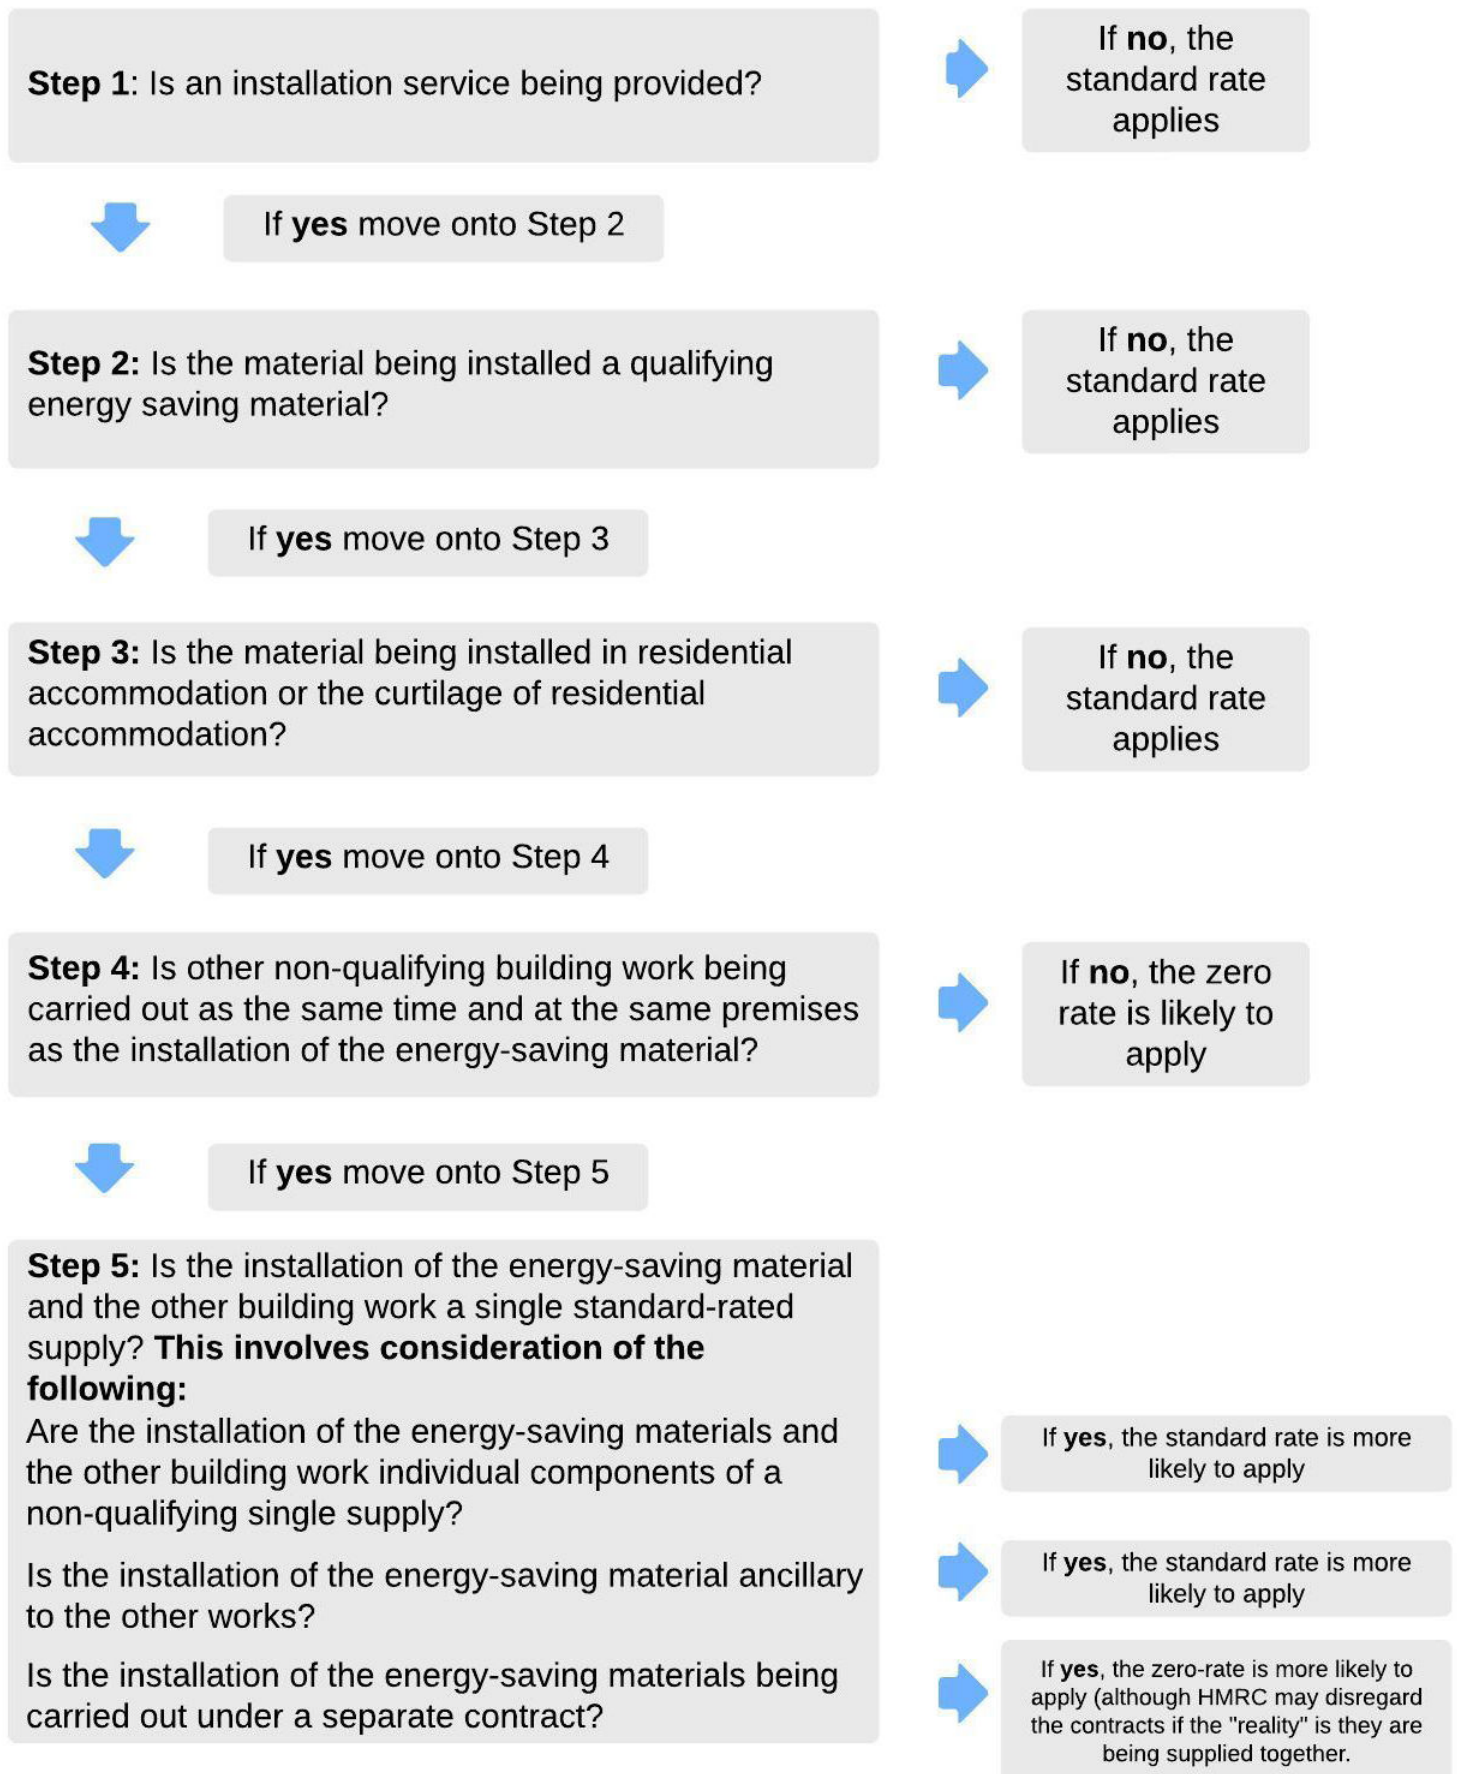 Step 1: Is an installation service being provided?
If no, the
standard rate
applies
If yes move onto Step 2
Step 2: Is the material being installed a qualifying
energy saving material?
If no, the
standard rate
applies
If yes move onto Step 3
Step 3: Is the material being installed in residential
accommodation or the curtilage of residential
accommodation?
If no, the
standard rate
applies
If yes move onto Step 4
Step 4: Is other non-qualifying building work being
carried out as the same time and at the same premises
as the installation of the energy-saving material?
If no, the zero
rate is likely to
apply
If yes move onto Step 5
Step 5: Is the installation of the energy-saving material
and the other building work a single standard-rated
supply? This involves consideration of the
following:
Are the installation of the energy-saving materials and
the other building work individual components of a
non-qualifying single supply?
If yes, the standard rate is more
likely to apply
Is the installation of the energy-saving material ancillary
to the other works?
If yes, the standard rate is more
likely to apply
Is the installation of the energy-saving materials being
carried out under a separate contract?
If yes, the zero-rate is more likely to
apply (although HMRC may disregard
the contracts if the "reality" is they are
being supplied together.